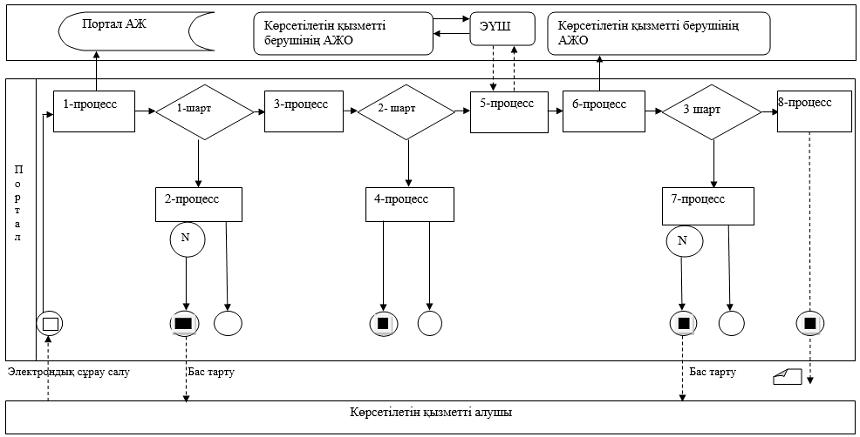 Портал АЖ
Көрсетілетін қызметті
берушінің АЖО
ЭҮШ
Көрсетілетін қызметті берушінің
АЖО
1-процесс
1-шарт
3-процесс
2- шарт
5-процесс
6-процесс
3 шарт
8-процесс
Портал
2-процесс
4-процесс
7-процесс
N
N
Электрондық сұрау салу
Бас тарту
Бас тарту
Көрсетілетін қызметті алушы